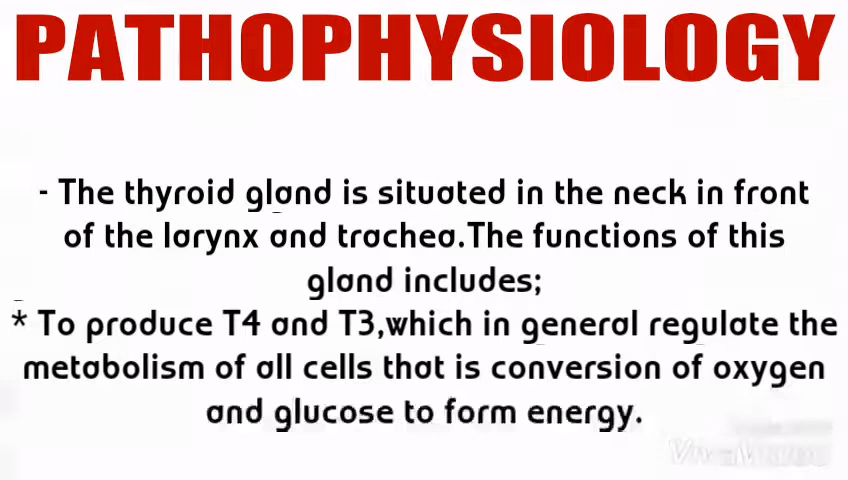 PATHOPHYSIOLOGY
- The thyroid gland is situated in the neck in front
of the larynx and trachea.The functions of this
gland includes;
* To produce T4 and T3,which in general regulate the
metabolism of all cells that is conversion of oxygen
and glucose to form energy.